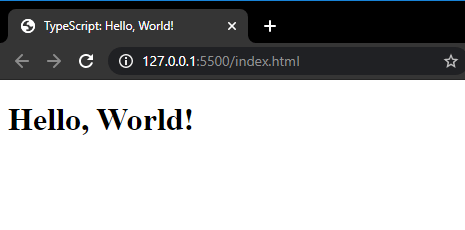 TypeScript: Hello, World!
127.0.0.1:5500/index.html
Hello, World!